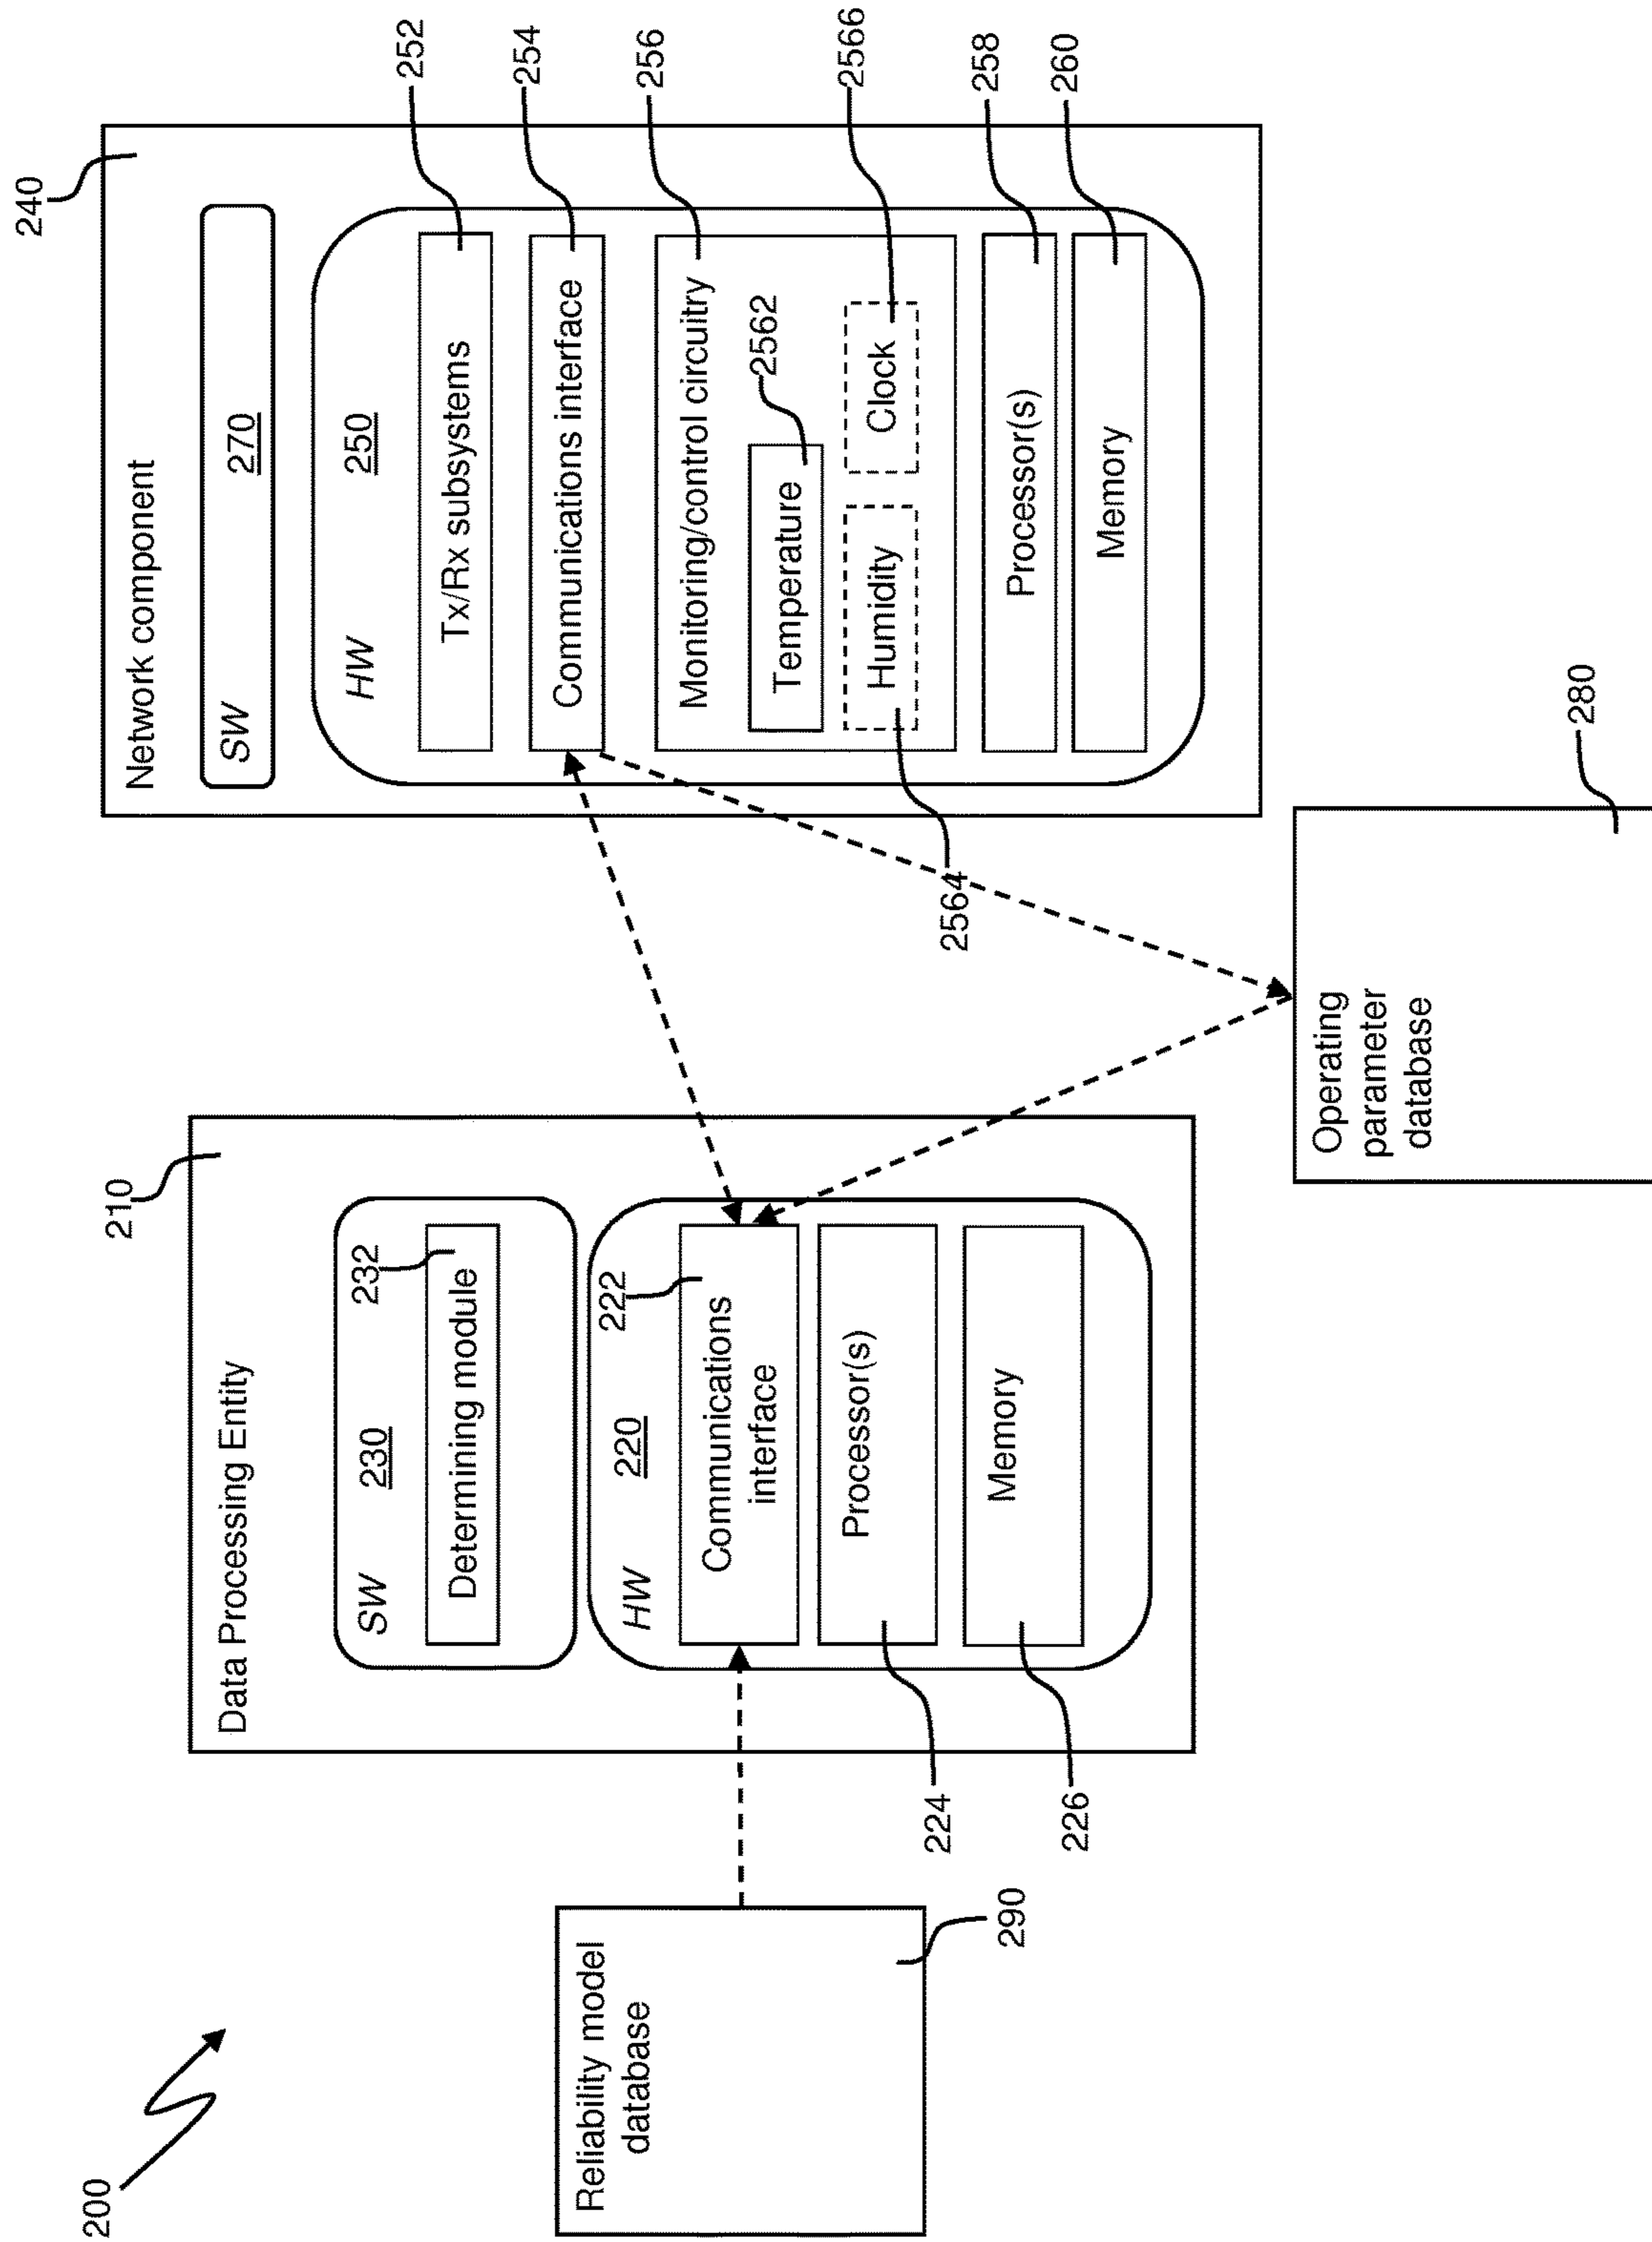 200
Reliability model
database
290
210
Data Processing Entity
SW
230
232
Determining module
HW
220
222
Communications
interface
Processor(s)
Memory
224
226
240
Network component
SW
270
HW
250
Tx/Rx subsystems
252
Communications interface
254
Monitoring/control circuitry
256
Temperature
2562
Humidity
2564
Clock
2566
Processor(s)
258
Memory
260
Operating
parameter
database
280